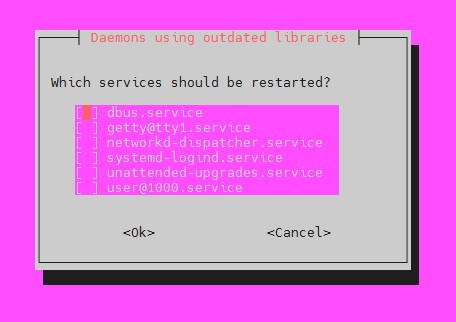 Daemons using outdated libraries
Which services should be restarted?
[ ] dbus.service
[ ] getty@tty1.service
[ ] networkd-dispatcher.service
[ ] systemd-logind.service
[ ] unattended-upgrades.service
[ ] user@1000.service
<Ok> <Cancel>